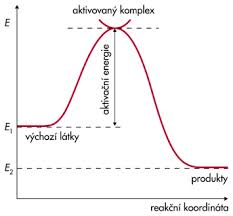 aktivovaný komplex
E
aktivační energie
E1
výchozí látky
E2
produkty
reakční koordináta